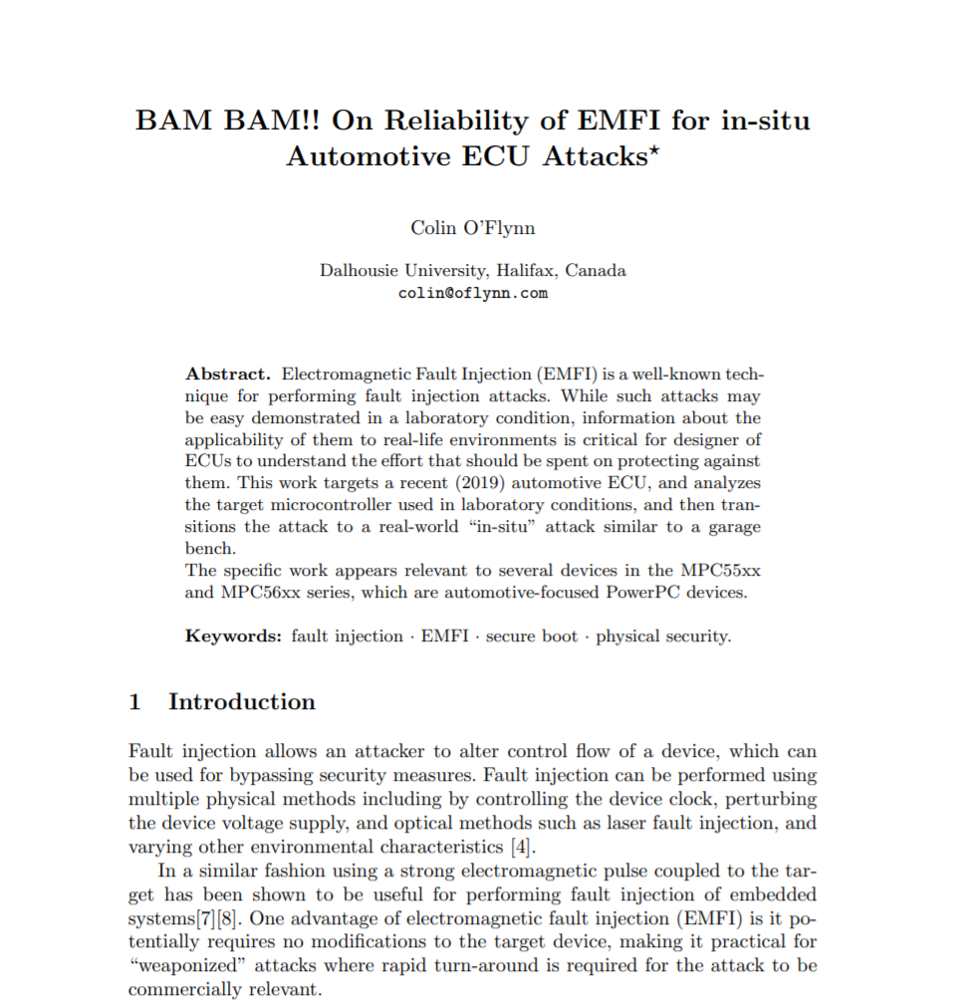 BAM BAM!! On Reliability of EMFI for in-situ
Automotive ECU Attacks⋆
Colin O'Flynn
Dalhousie University, Halifax, Canada
colin@oflynn.com
Abstract. Electromagnetic Fault Injection (EMFI) is a well-known tech-
nique for performing fault injection attacks. While such attacks may
be easy demonstrated in a laboratory condition, information about the
applicability of them to real-life environments is critical for designer of
ECUs to understand the effort that should be spent on protecting against
them. This work targets a recent (2019) automotive ECU, and analyzes
the target microcontroller used in laboratory conditions, and then tran-
sitions the attack to a real-world “in-situ” attack similar to a garage
bench.
The specific work appears relevant to several devices in the MPC55xx
and MPC56xx series, which are automotive-focused PowerPC devices.
Keywords: fault injection · EMFI · secure boot · physical security.
1 Introduction
Fault injection allows an attacker to alter control flow of a device, which can
be used for bypassing security measures. Fault injection can be performed using
multiple physical methods including by controlling the device clock, perturbing
the device voltage supply, and optical methods such as laser fault injection, and
varying other environmental characteristics [4].
In a similar fashion using a strong electromagnetic pulse coupled to the tar-
get has been shown to be useful for performing fault injection of embedded
systems[7][8]. One advantage of electromagnetic fault injection (EMFI) is it po-
tentially requires no modifications to the target device, making it practical for
“weaponized” attacks where rapid turn-around is required for the attack to be
commercially relevant.